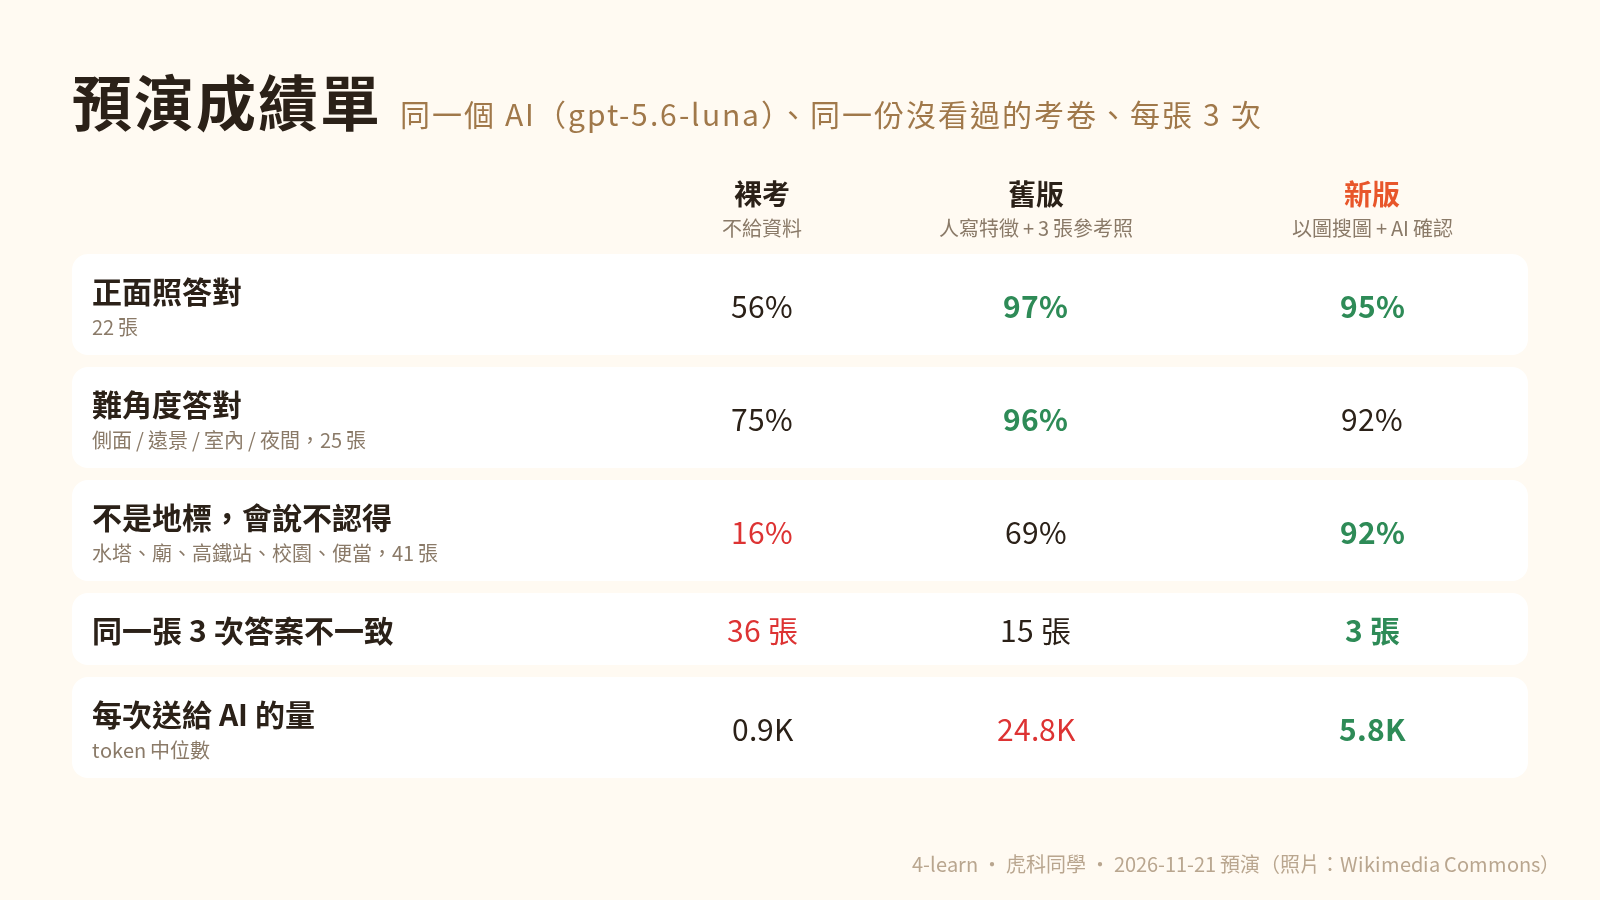 預演成績單 同一個 AI（gpt-5.6-luna）、同一份沒看過的考卷、每張 3 次
裸考 舊版 新版
不給資料 人寫特徵 + 3 張參考照 以圖搜圖 + AI 確認
正面照答對
22 張
56% 97% 95%
難角度答對
側面 / 遠景 / 室內 / 夜間，25 張
75% 96% 92%
不是地標，會說不認得
水塔、廟、高鐵站、校園、便當，41 張
16% 69% 92%
同一張 3 次答案不一致 36 張 15 張 3 張
每次送給 AI 的量
token 中位數
0.9K 24.8K 5.8K
4-learn · 虎科同學 · 2026-11-21 預演（照片：Wikimedia Commons）